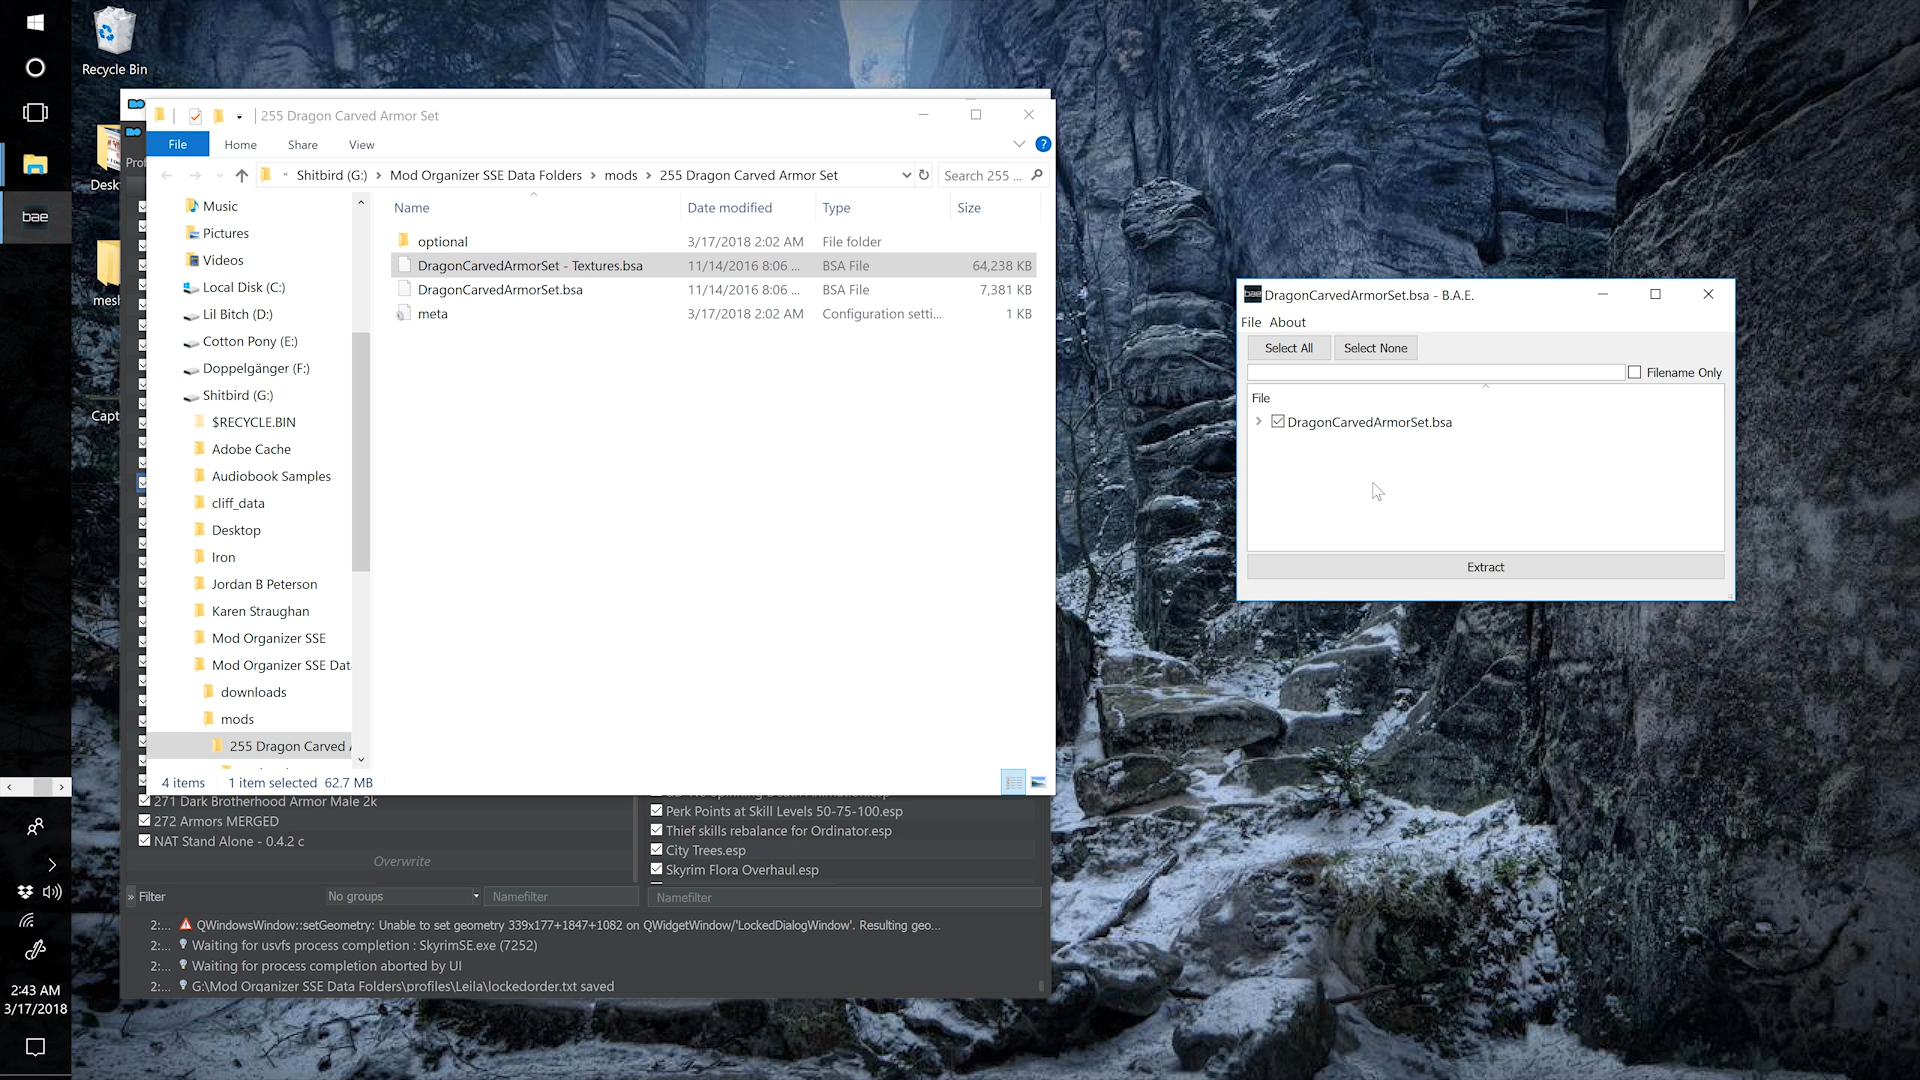 Recycle Bin
255 Dragon Carved Armor Set
File
Home
Share
View
?
Shitbird (G:)
Mod Organizer SSE Data Folders
mods
255 Dragon Carved Armor Set
Search 255 ...
Name
Date modified
Type
Size
optional
3/17/2018 2:02 AM
File folder
DragonCarvedArmorSet - Textures.bsa
11/14/2016 8:06 ...
BSA File
64,238 KB
DragonCarvedArmorSet.bsa
11/14/2016 8:06 ...
BSA File
7,381 KB
meta
3/17/2018 2:02 AM
Configuration setti...
1 KB
Music
Pictures
Videos
Local Disk (C:)
Lil Bitch (D:)
Cotton Pony (E:)
Doppelgänger (F:)
Shitbird (G:)
$RECYCLE.BIN
Adobe Cache
Audiobook Samples
cliff_data
Desktop
Iron
Jordan B Peterson
Karen Straughan
Mod Organizer SSE
Mod Organizer SSE Dat
downloads
mods
255 Dragon Carved A
4 items
1 item selected 62.7 MB
Prof
Desk
mesh
Capt
bae
bae
DragonCarvedArmorSet.bsa - B.A.E.
File
About
Select All
Select None
Filename Only
File
DragonCarvedArmorSet.bsa
Extract
271 Dark Brotherhood Armor Male 2k
272 Armors MERGED
NAT Stand Alone - 0.4.2 c
Overwrite
Perk Points at Skill Levels 50-75-100.esp
Thief skills rebalance for Ordinator.esp
City Trees.esp
Skyrim Flora Overhaul.esp
» Filter
No groups
Namefilter
Namefilter
2:... QWindowsWindow::setGeometry: Unable to set geometry 339x177+1847+1082 on QWidgetWindow/'LockedDialogWindow'. Resulting geo...
2:... Waiting for usvfs process completion : SkyrimSE.exe (7252)
2:... Waiting for process completion aborted by UI
2:... G:\Mod Organizer SSE Data Folders\profiles\Leila\lockedorder.txt saved
2:43 AM
3/17/2018